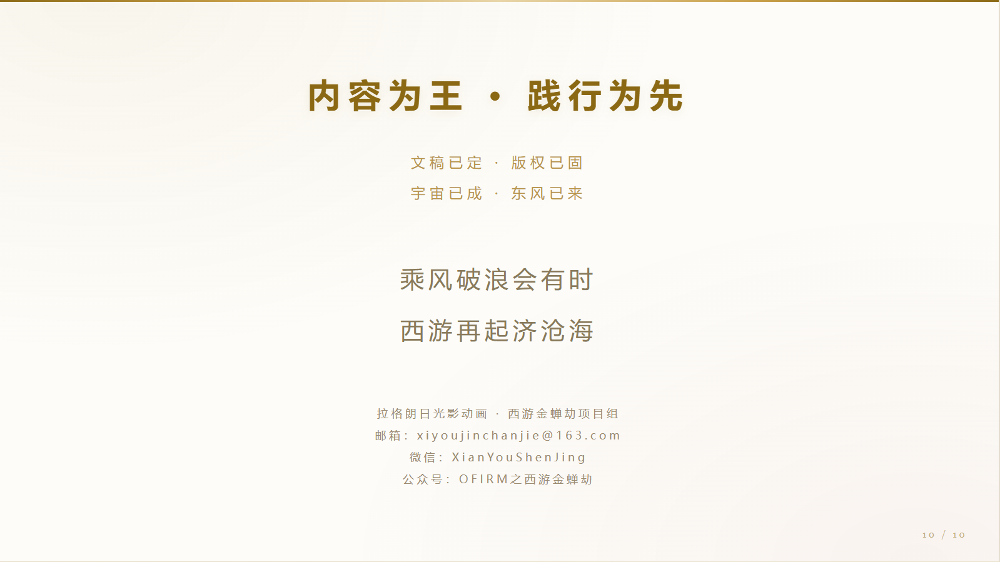 内容为王 · 践行为先
文稿已定 · 版权已固
宇宙已成 · 东风已来
乘风破浪会有时
西游再起济沧海
拉格朗日光影动画 · 西游金蝉劫项目组
邮箱：xiyoujinchanjie@163.com
微信：XianYouShenJing
公众号：OFIRM之西游金蝉劫
10 / 10